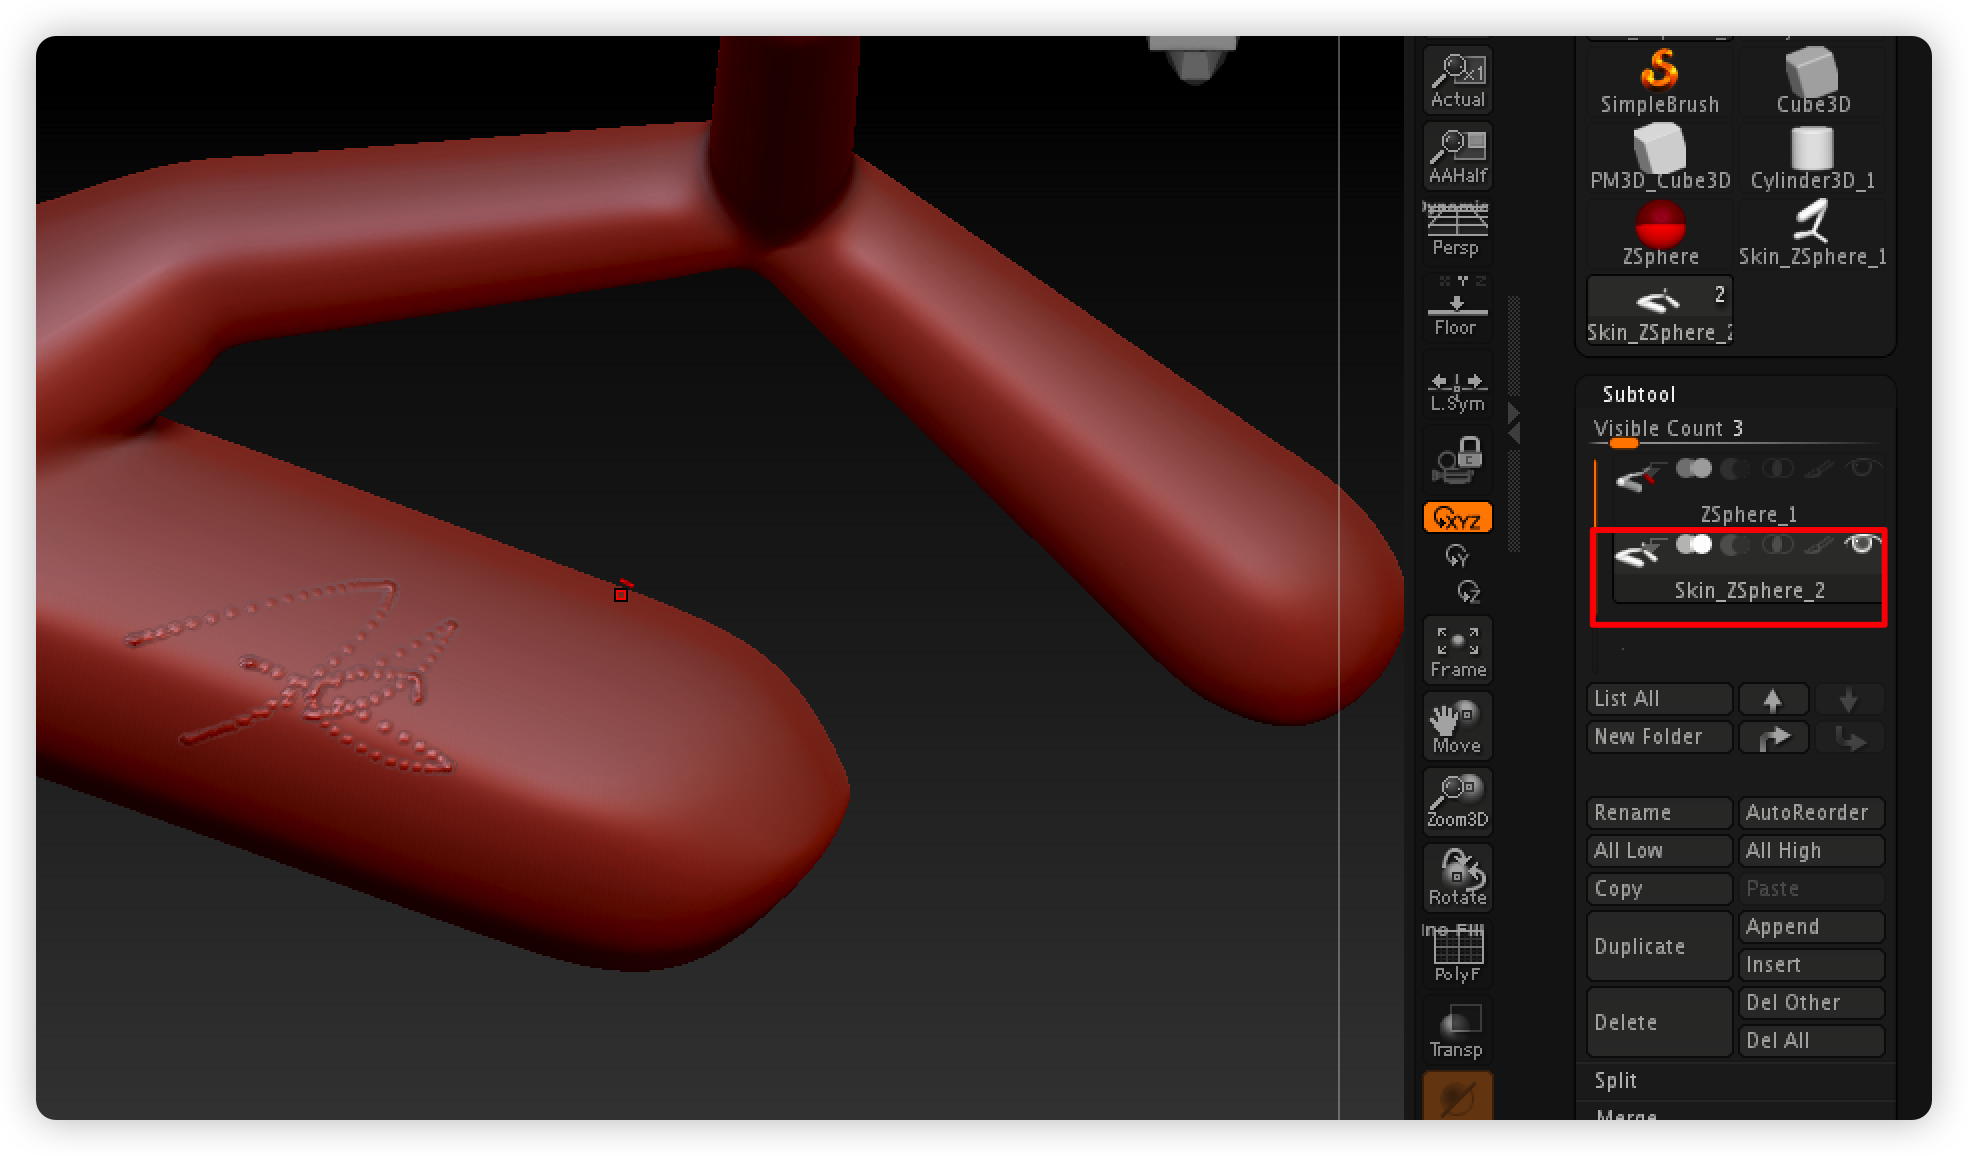 Actual
AAHalf
Dynamic
Persp
X Y Z
Floor
L.Sym
XYZ
Y
Z
Frame
Move
Zoom3D
Rotate
PolyF
Transp
SimpleBrush
Cube3D
PM3D_Cube3D
Cylinder3D_1
ZSphere
Skin_ZSphere_1
2
Skin_ZSphere_2
Subtool
Visible Count 3
ZSphere_1
Skin_ZSphere_2
List All
New Folder
Rename
AutoReorder
All Low
All High
Copy
Paste
Duplicate
Append
Insert
Delete
Del Other
Del All
Split
Merge